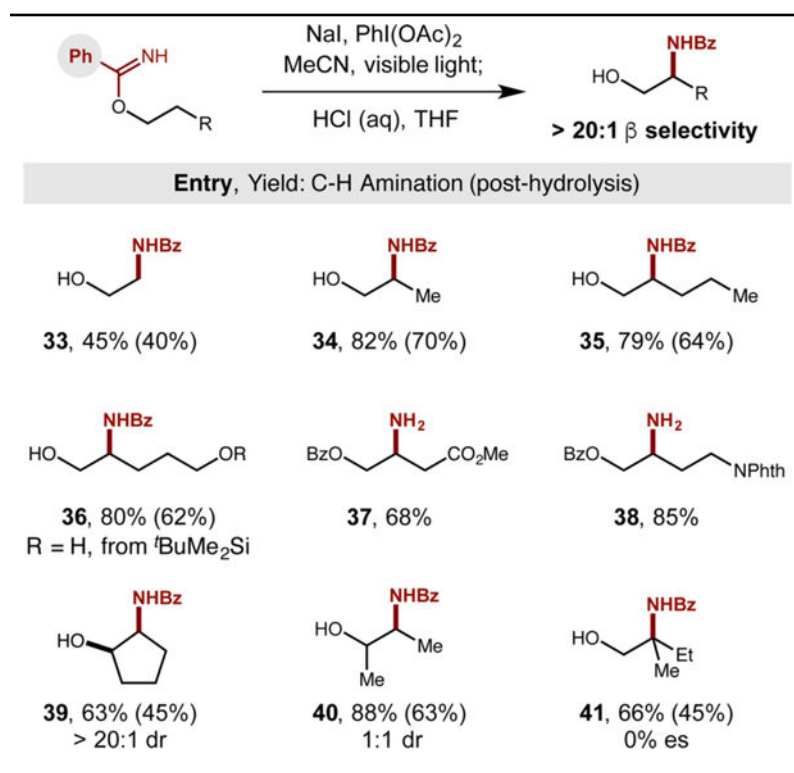 NaI, PhI(OAc)2
MeCN, visible light;
HCl (aq), THF
Ph
NH
O
R
NHBz
HO
R
> 20:1 β selectivity
Entry, Yield: C-H Amination (post-hydrolysis)
NHBz
HO
33, 45% (40%)
NHBz
HO
Me
34, 82% (70%)
NHBz
HO
Me
35, 79% (64%)
NHBz
HO
OR
36, 80% (62%)
R = H, from tBuMe2Si
NH2
BzO
CO2Me
37, 68%
NH2
BzO
NPhth
38, 85%
NHBz
HO
39, 63% (45%)
> 20:1 dr
NHBz
HO
Me
Me
40, 88% (63%)
1:1 dr
NHBz
HO
Et
Me
41, 66% (45%)
0% es